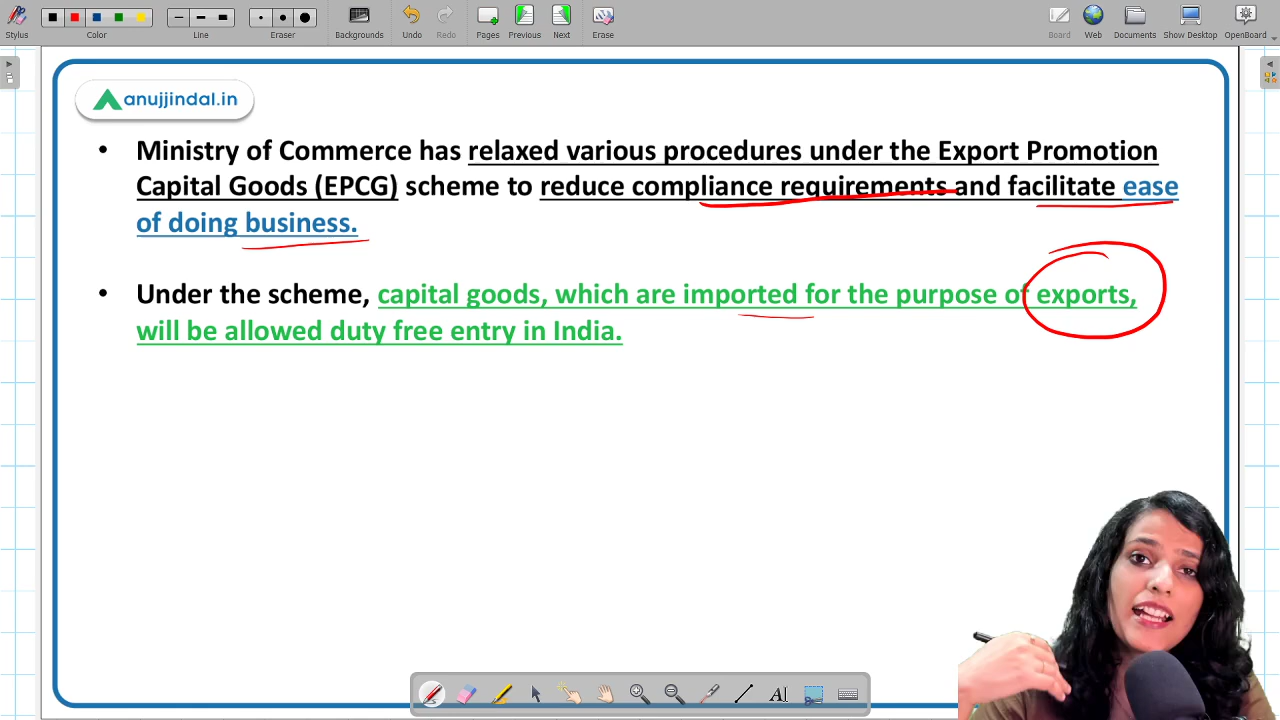 Stylus
Color
Line
Eraser
Backgrounds
Undo
Redo
Pages
Previous
Next
Erase
Board
Web
Documents
Show Desktop
OpenBoard
anujjindal.in
• Ministry of Commerce has relaxed various procedures under the Export Promotion
Capital Goods (EPCG) scheme to reduce compliance requirements and facilitate ease
of doing business.
• Under the scheme, capital goods, which are imported for the purpose of exports,
will be allowed duty free entry in India.